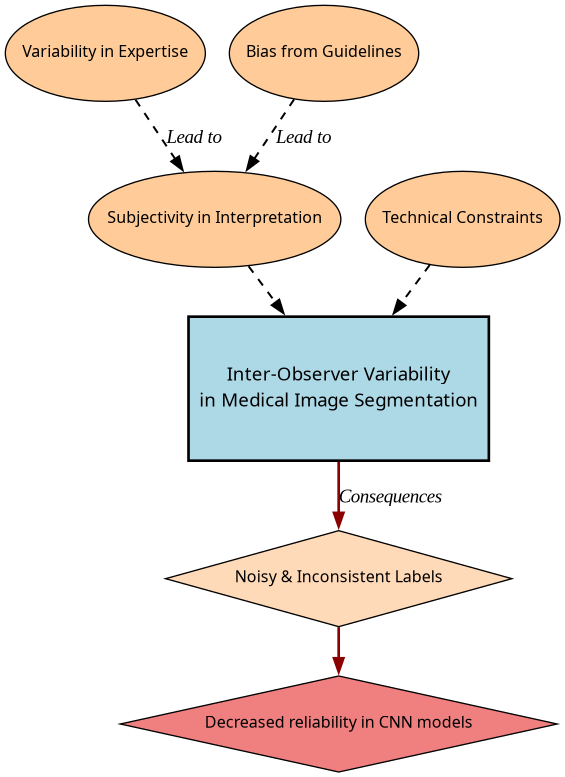 Variability in Expertise
Bias from Guidelines
Lead to
Lead to
Subjectivity in Interpretation
Technical Constraints
Inter-Observer Variability
in Medical Image Segmentation
Consequences
Noisy & Inconsistent Labels
Decreased reliability in CNN models